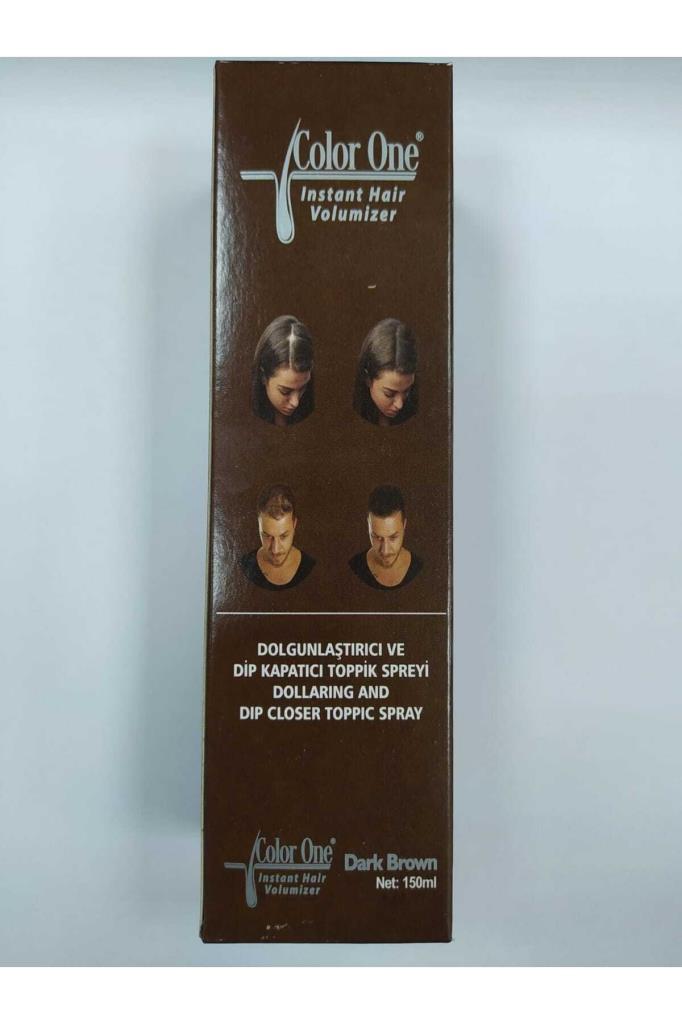 Color One®
Instant Hair
Volumizer
DOLGUNLAŞTIRICI VE
DİP KAPATICI TOPPİK SPREYİ
DOLLARING AND
DIP CLOSER TOPPIC SPRAY
Color One®
Instant Hair
Volumizer
Dark Brown
Net: 150ml